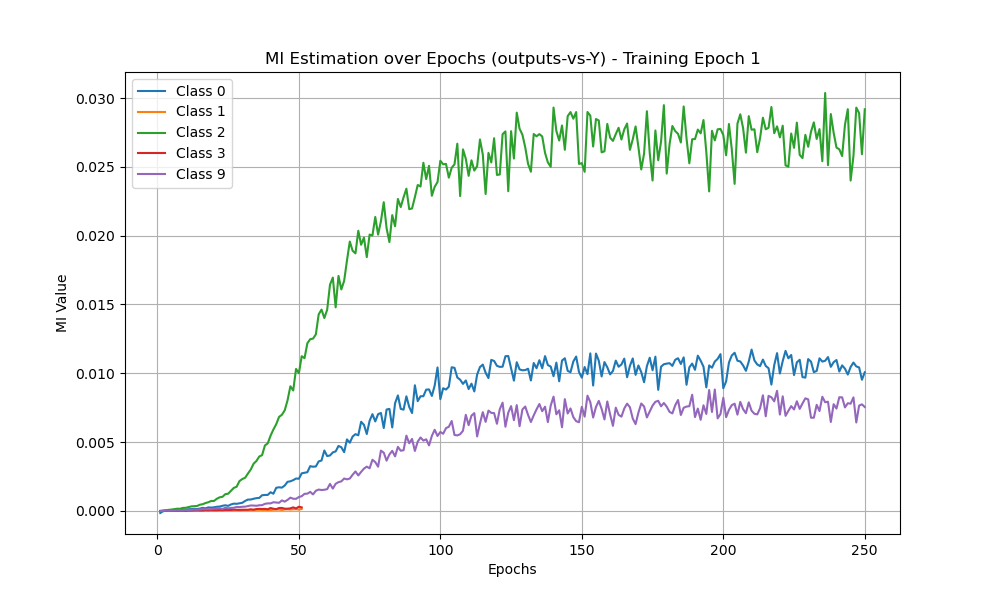 MI Estimation over Epochs (outputs-vs-Y) - Training Epoch 1
Class 0
Class 1
Class 2
Class 3
Class 9
MI Value
0.030
0.025
0.020
0.015
0.010
0.005
0.000
0 50 100 150 200 250
Epochs